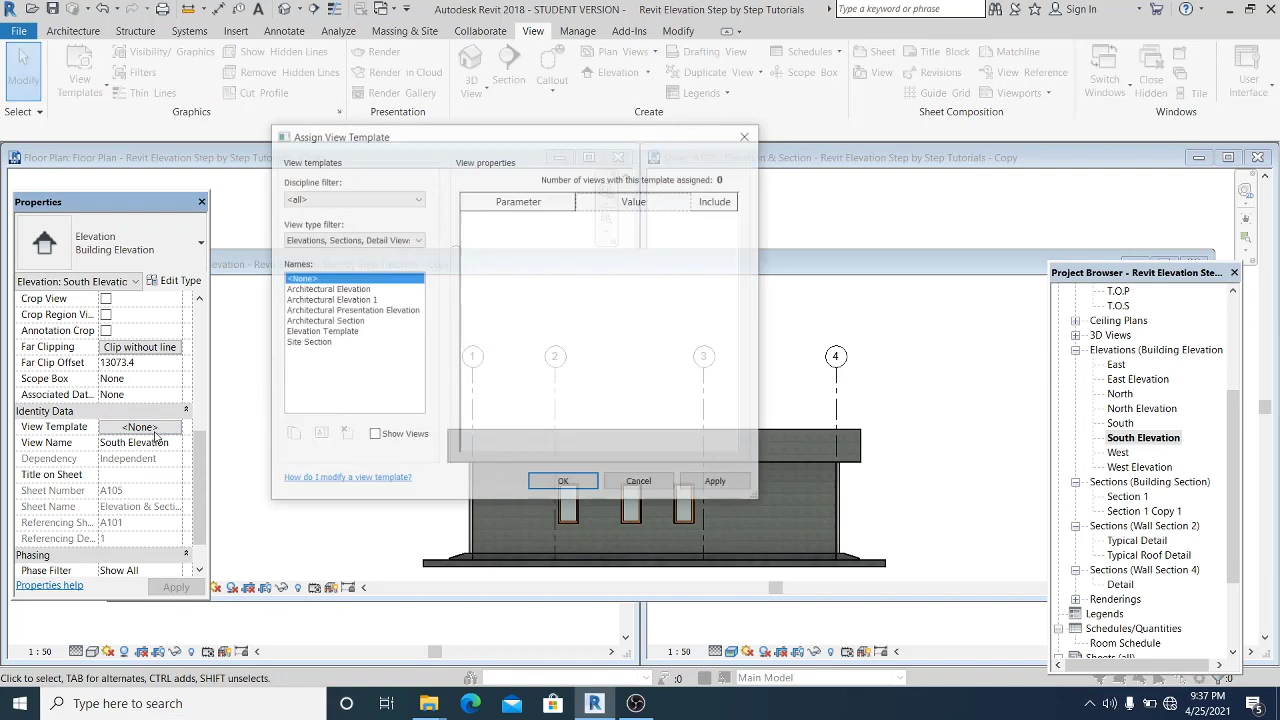 Autodesk Revit 2018 - STUDENT VERSION - Revit Elevation Step by Step Tutorials
Type a keyword or phrase
Sign In
File Architecture Structure Systems Insert Annotate Analyze Massing & Site Collaborate View Manage Add-Ins Modify
Modify
View Templates
Visibility/ Graphics
Filters
Thin Lines
Show Hidden Lines
Remove Hidden Lines
Cut Profile
Render
Render in Cloud
Render Gallery
3D View
Section
Callout
Plan Views
Elevation
Drafting View
Duplicate View
Legends
Schedules
Scope Box
Sheet
View
Title Block
Revisions
Guide Grid
Matchline
View Reference
Viewports
Switch Windows
Close Hidden
Tile
User Interface
Select
Graphics
Presentation
Create
Sheet Composition
Windows
Floor Plan: Floor Plan - Revit Elevation Step by Step Tutorials
Elevation & Section - Revit Elevation Step by Step Tutorials - Copy
Properties
Elevation
Building Elevation
Elevation: South Elevatic
Edit Type
Crop View
Crop Region Vi...
Annotation Crop
Far Clipping Clip without line
Far Clip Offset 13073.4
Scope Box None
Associated Dat... None
Identity Data
View Template <None>
View Name South Elevation
Dependency Independent
Title on Sheet
Sheet Number A105
Sheet Name Elevation & Secti...
Referencing Sh... A101
Referencing De... 1
Phasing
Phase Filter Show All
Properties help
Apply
Assign View Template
View templates
Discipline filter:
<all>
View type filter:
Elevations, Sections, Detail Views
Names:
<None>
Architectural Elevation
Architectural Elevation 1
Architectural Presentation Elevation
Architectural Section
Elevation Template
Site Section
Show Views
How do I modify a view template?
View properties
Number of views with this template assigned: 0
Parameter Value Include
OK Cancel Apply
1 2 3 4
Project Browser - Revit Elevation Ste...
T.O.P
T.O.S
Ceiling Plans
3D Views
Elevations (Building Elevation
East
East Elevation
North
North Elevation
South
South Elevation
West
West Elevation
Sections (Building Section)
Section 1
Section 1 Copy 1
Sections (Wall Section 2)
Typical Detail
Typical Roof Detail
Sections (Wall Section 4)
Detail
Renderings
Legends
Schedules/Quantities
Room Schedule
Sheets (all)
1 : 50
1 : 50
Click to select, TAB for alternates, CTRL adds, SHIFT unselects.
:0
Main Model
:0
Type here to search
9:37 PM
4/25/2021